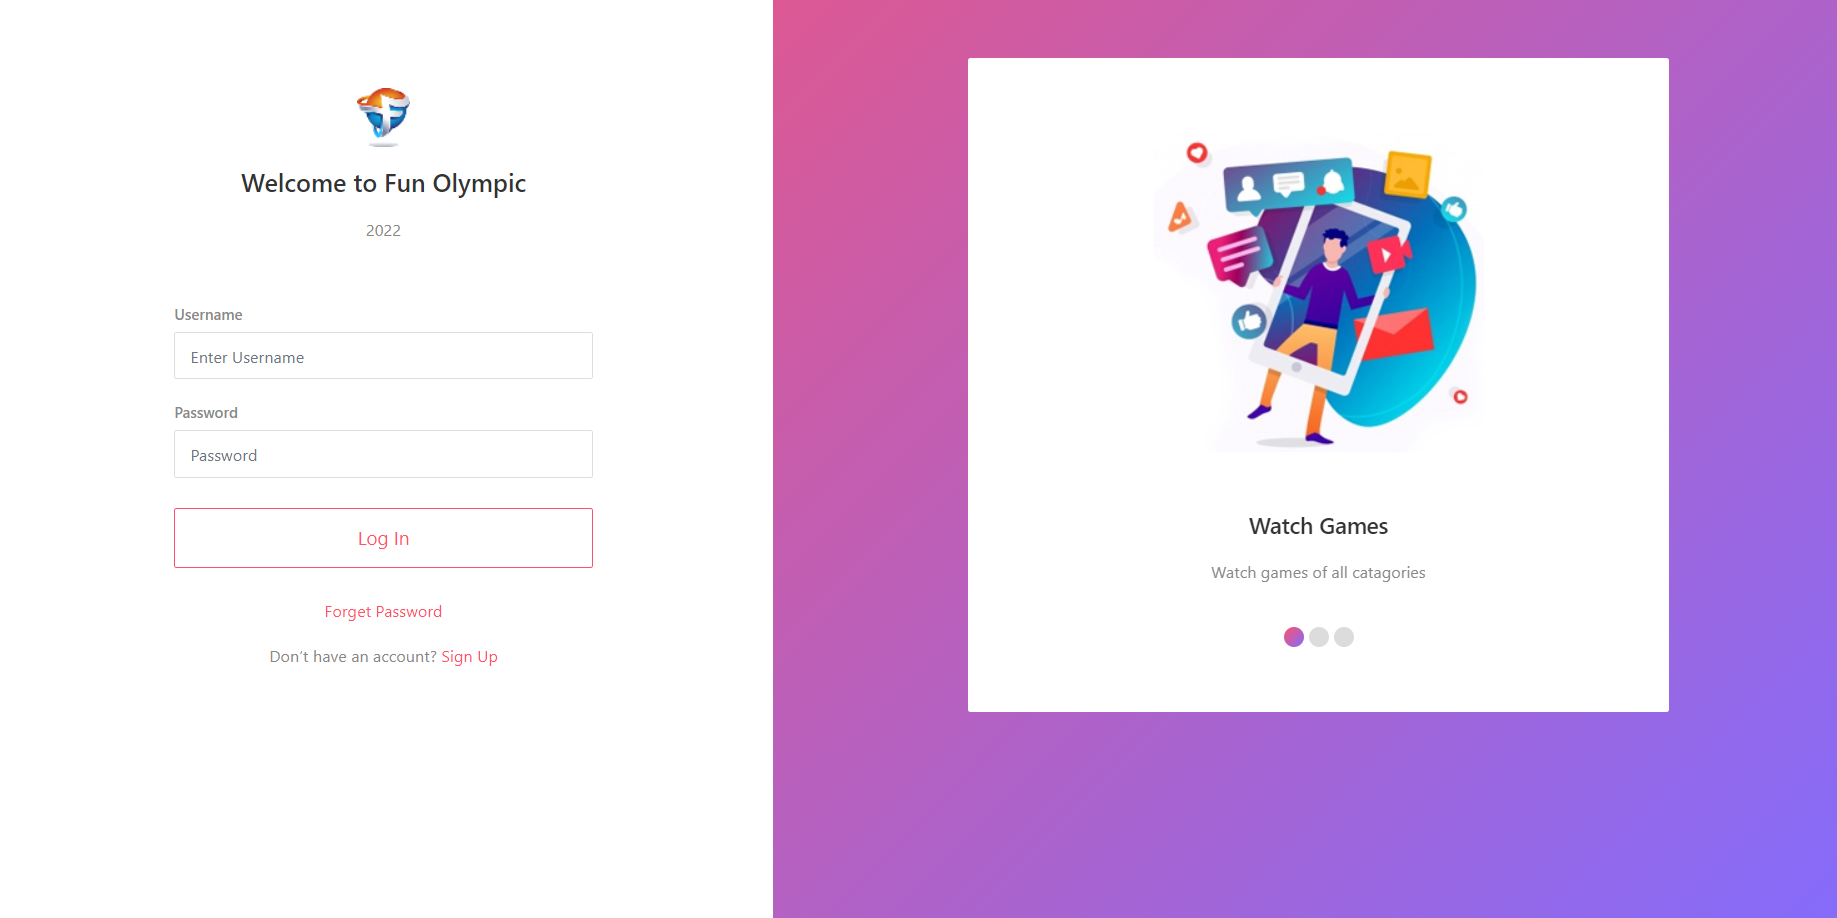 Welcome to Fun Olympic
2022
Username
Enter Username
Password
Password
Log In
Forget Password
Don't have an account? Sign Up
Watch Games
Watch games of all catagories